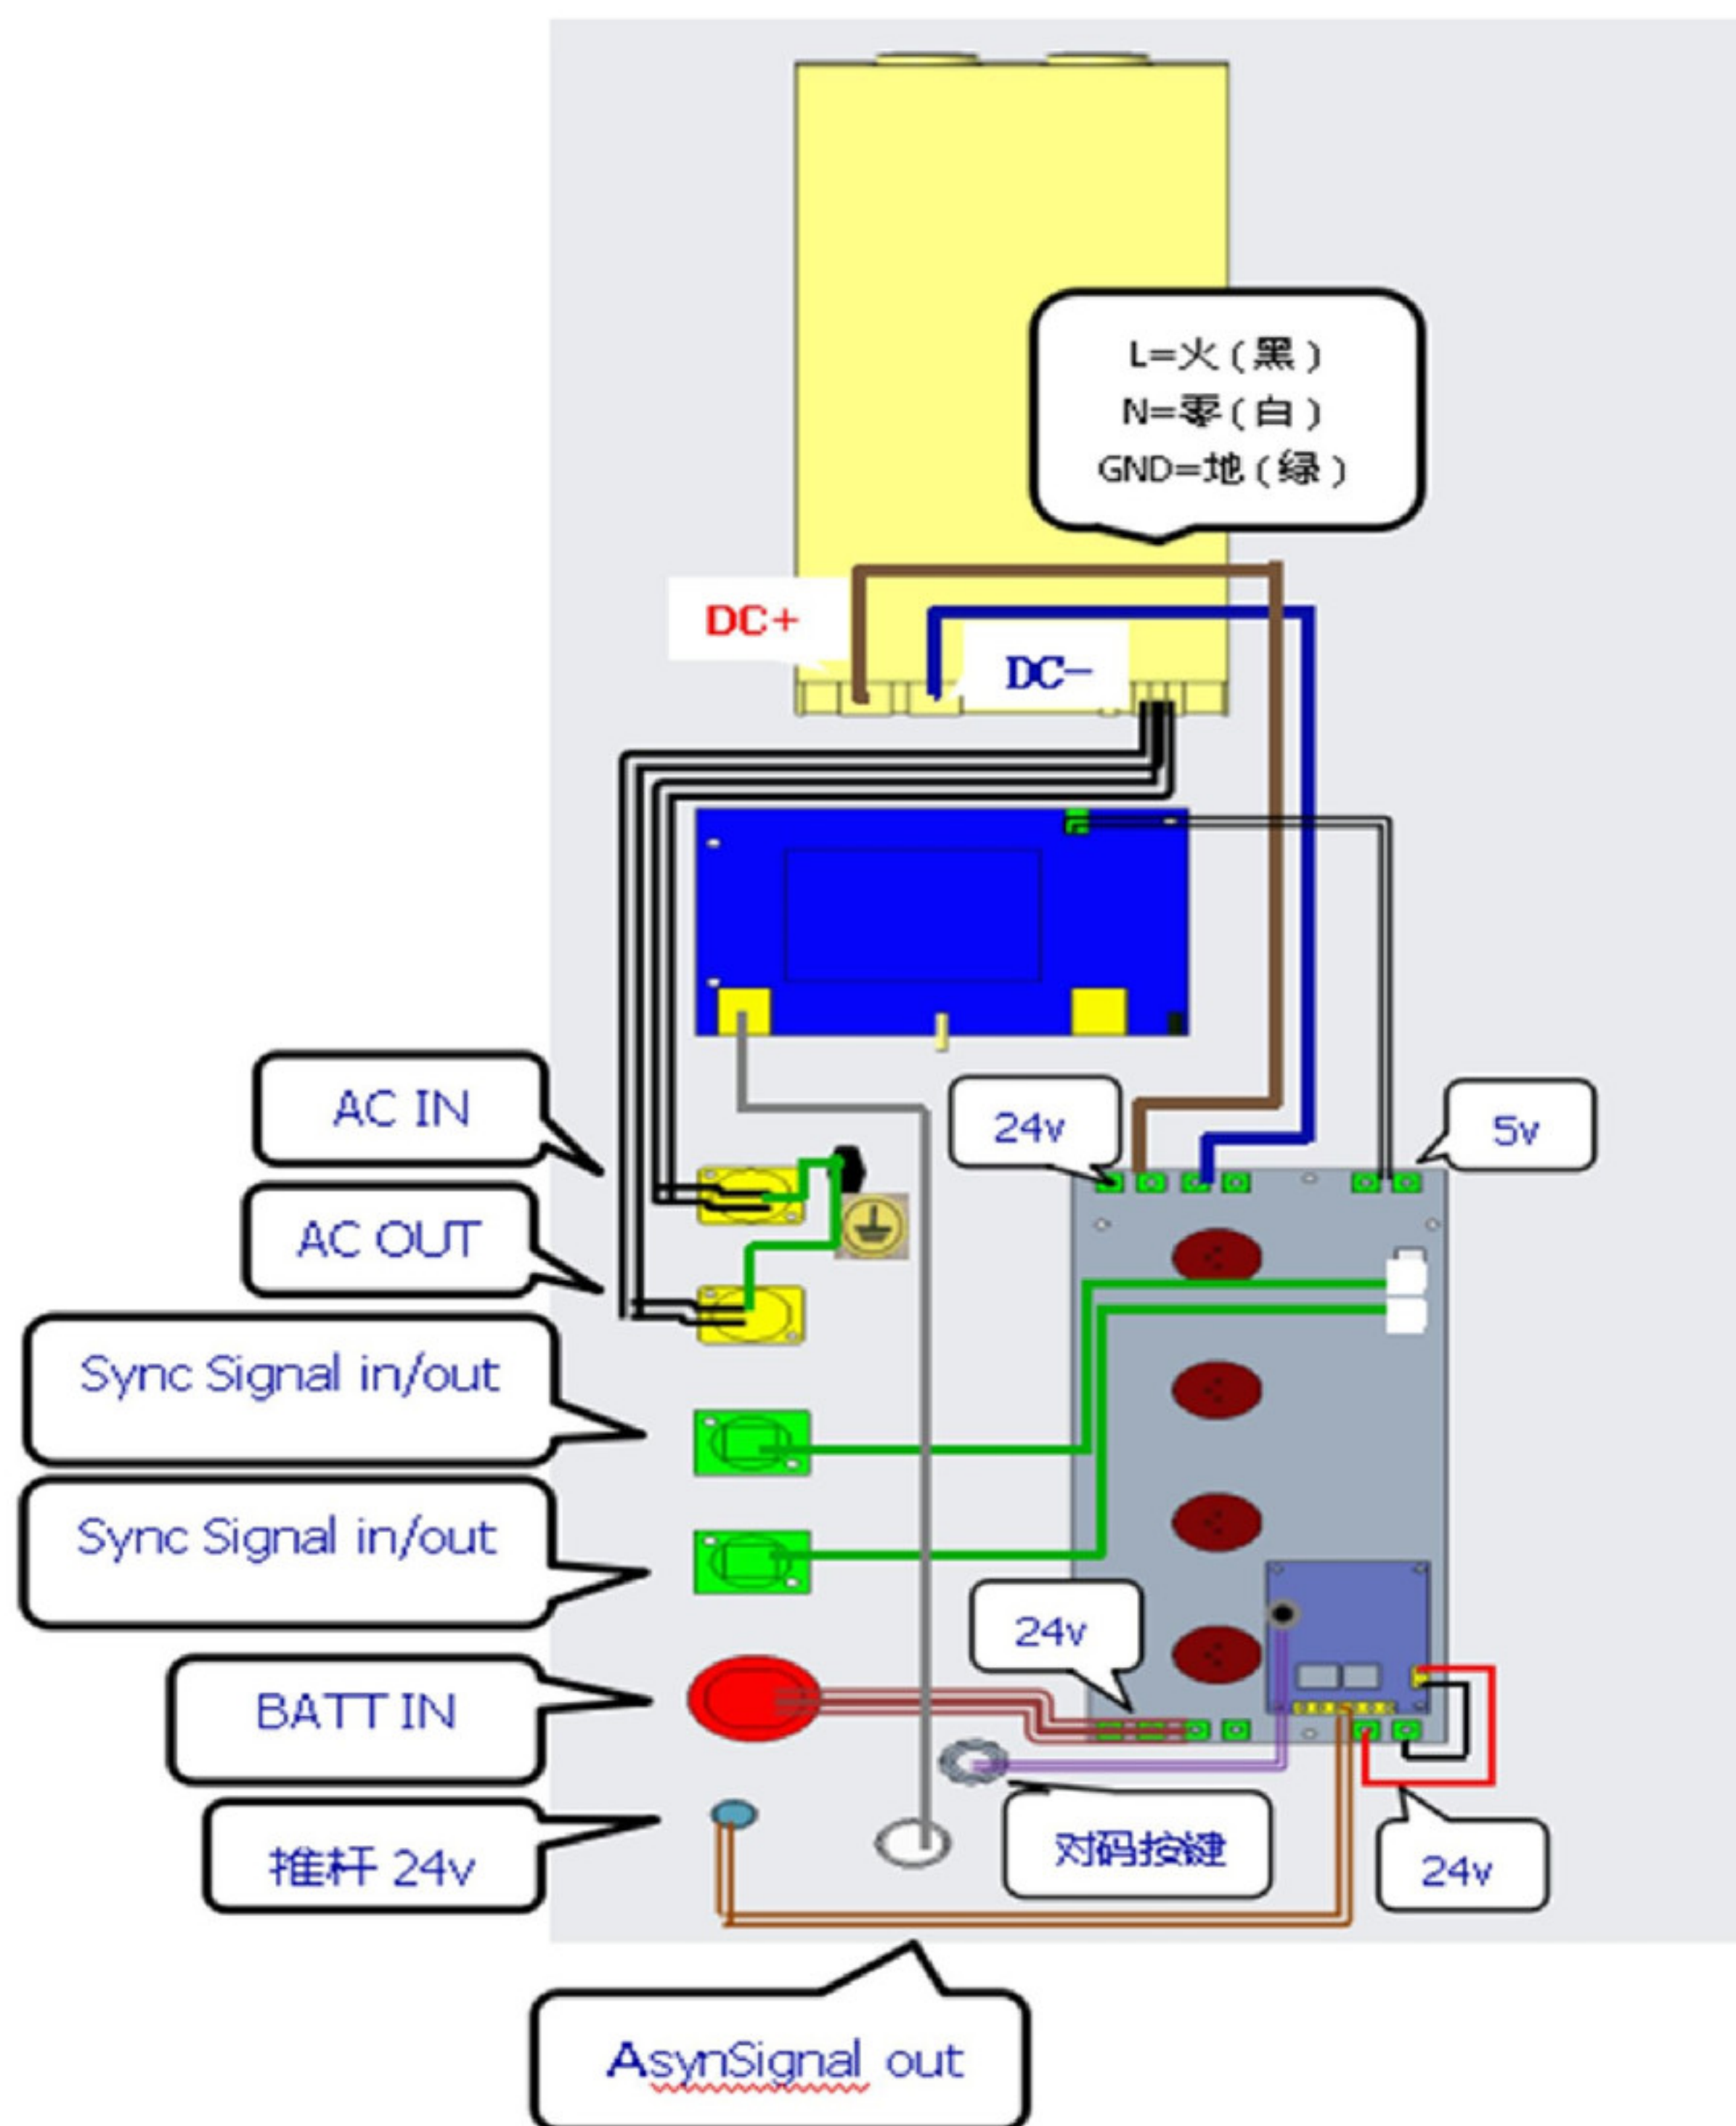 L=火(黑)
N=零(白)
GND=地(绿)
DC+
DC-
AC IN
24v
5v
AC OUT
Sync Signal in/out
Sync Signal in/out
24v
BATT IN
对码按键
推杆 24v
24v
AsynSignal out